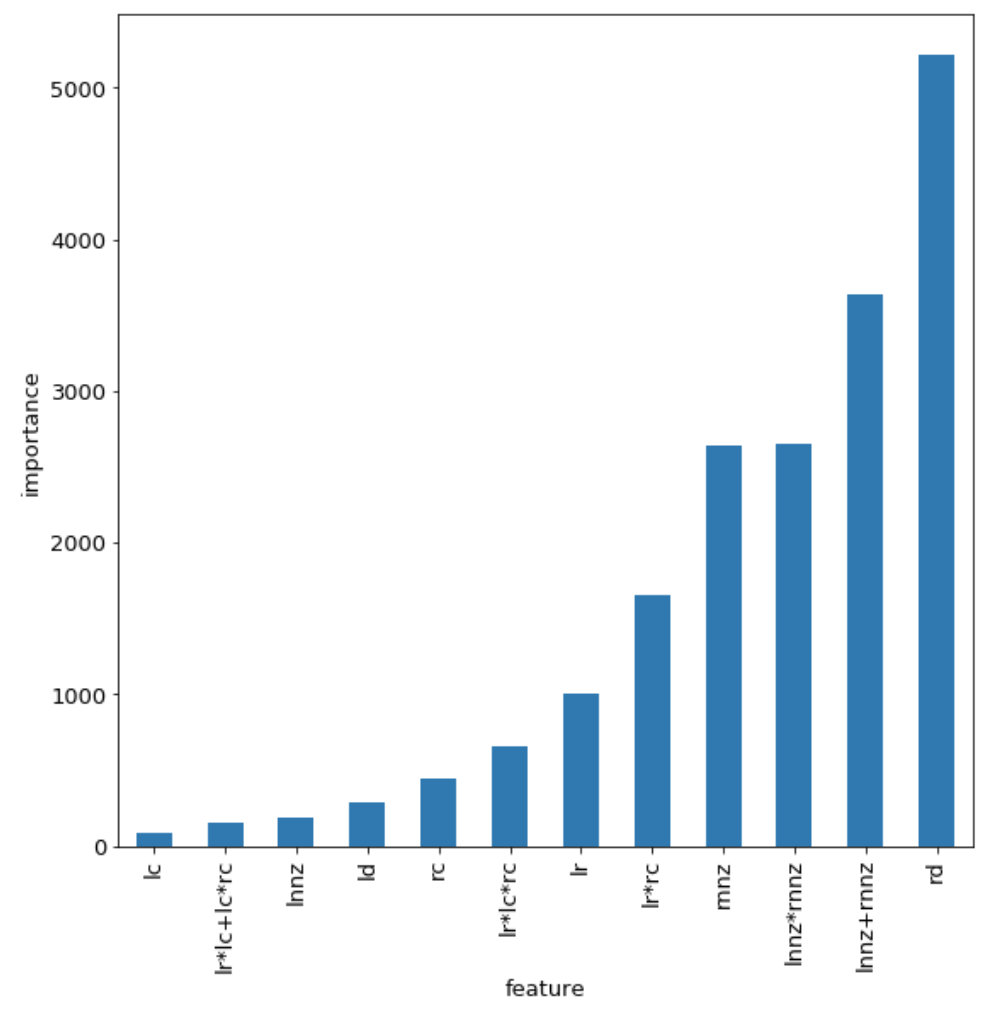 importance
5000
4000
3000
2000
1000
0
lc
lr*lc+lc*rc
lnnz
ld
rc
lr*lc*rc
lr
lr*rc
rnnz
lnnz*rnnz
lnnz+rnnz
rd
feature